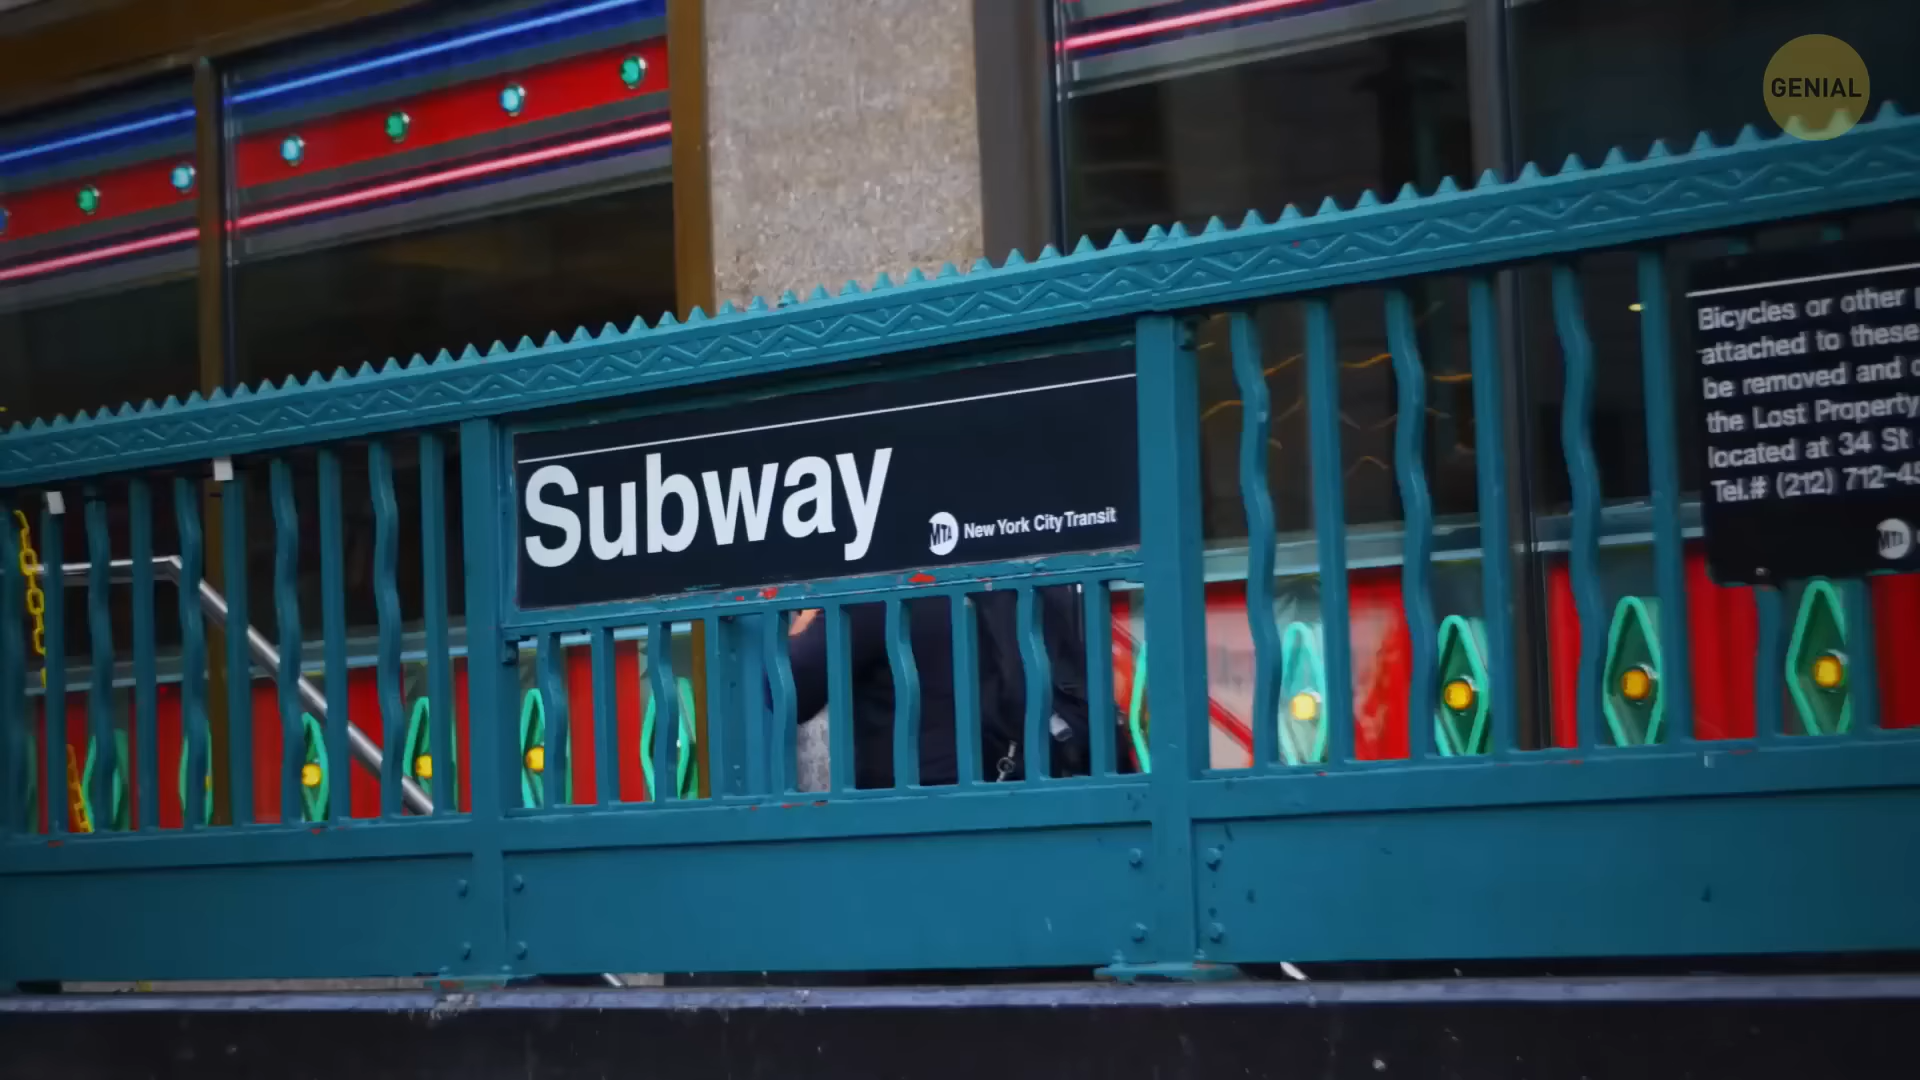 GENIAL
Subway
MTA New York City Transit
Bicycles or other
attached to these
be removed and
the Lost Property
located at 34 St
Tel.# (212) 712-45
MTA